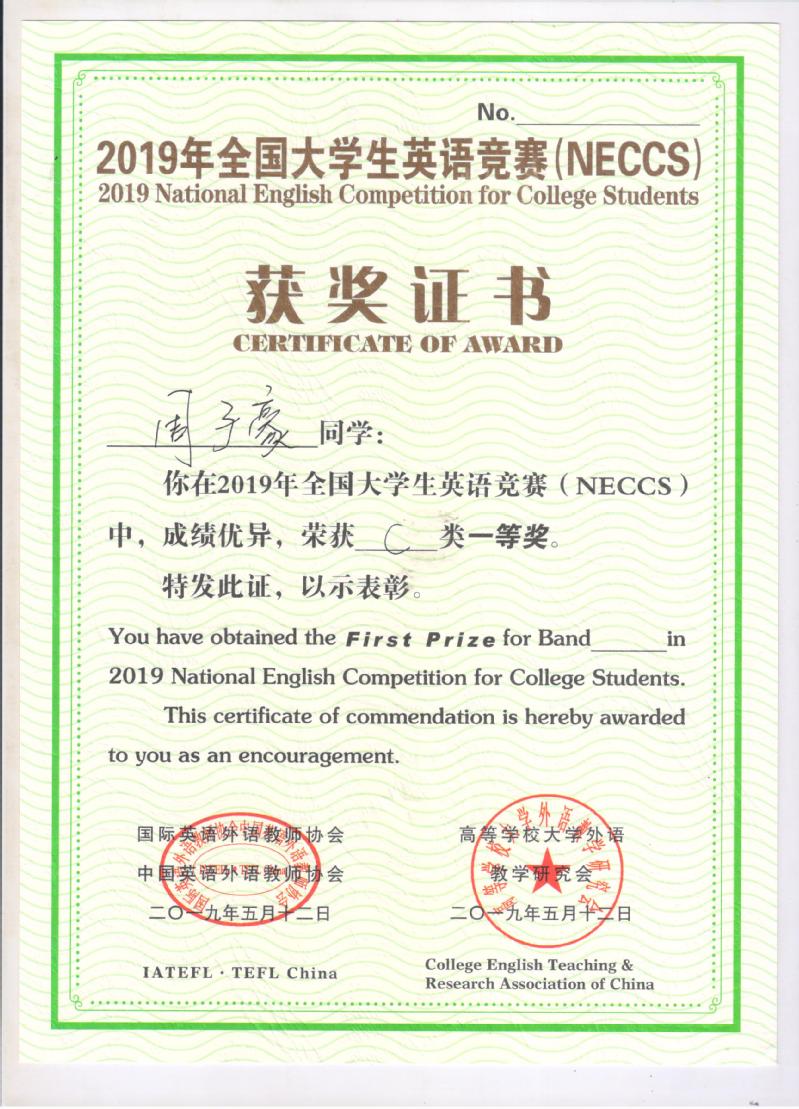 No.
2019年全国大学生英语竞赛(NECCS)
2019 National English Competition for College Students
获奖证书
CERTIFICATE OF AWARD
周子豪 同学:
你在2019年全国大学生英语竞赛(NECCS)
中，成绩优异，荣获 C 类一等奖。
特发此证，以示表彰。
You have obtained the First Prize for Band in
2019 National English Competition for College Students.
This certificate of commendation is hereby awarded
to you as an encouragement.
国际英语外语教师协会
中国英语外语教师协会
二〇一九年五月十二日
IATEFL · TEFL China
高等学校大学外语
教学研究会
二〇一九年五月十二日
College English Teaching &
Research Association of China